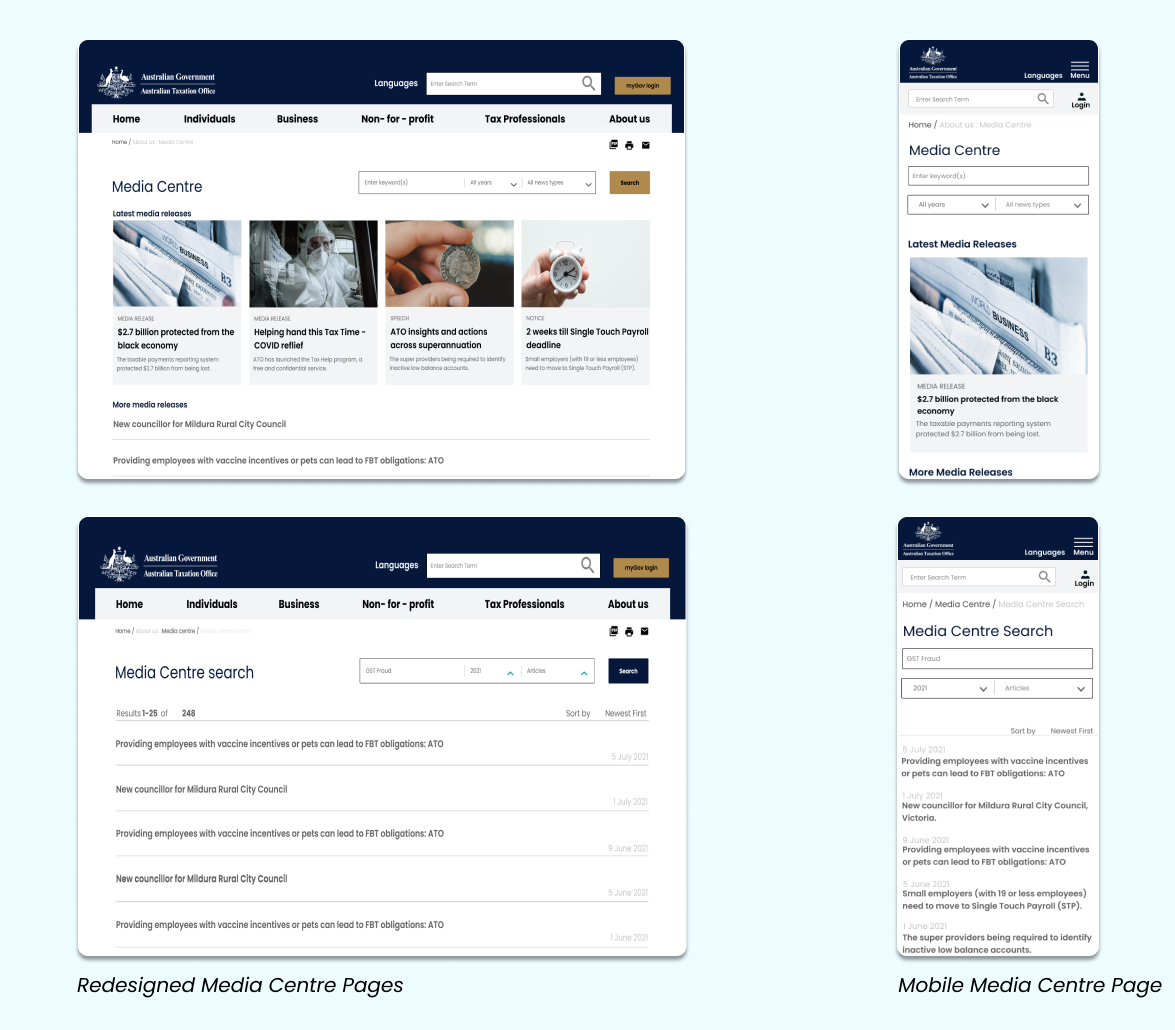 Australian Government
Australian Taxation Office
Languages
Enter Search Term
myGov login
Home Individuals Business Non- for - profit Tax Professionals About us
Home / About us : Media Centre
Media Centre
Enter keyword(s) All years All news types Search
Latest media releases
WORLD BUSINESS B3
MEDIA RELEASE
$2.7 billion protected from the
black economy
The taxable payments reporting system
protected $2.7 billion from being lost.
MEDIA RELEASE
Helping hand this Tax Time -
COVID reflief
ATO has launched the Tax Help program, a
free and confidential service.
SPEECH
ATO insights and actions
across superannuation
The super providers being required to identify
inactive low balance accounts.
NOTICE
2 weeks till Single Touch Payroll
deadline
Small employers (with 19 or less employees)
need to move to Single Touch Payroll (STP).
More media releases
New councillor for Mildura Rural City Council
Providing employees with vaccine incentives or pets can lead to FBT obligations: ATO
Australian Government
Australian Taxation Office
Languages Menu
Enter Search Term
Login
Home / About us : Media Centre
Media Centre
Enter keyword(s)
All years All news types
Latest Media Releases
WORLD BUSINESS B3
MEDIA RELEASE
$2.7 billion protected from the black
economy
The taxable payments reporting system
protected $2.7 billion from being lost.
More Media Releases
Australian Government
Australian Taxation Office
Languages
Enter Search Term
myGov login
Home Individuals Business Non- for - profit Tax Professionals About us
Home / About us : Media centre / Media centre search
Media Centre search
GST Fraud 2021 Articles Search
Results 1-25 of 248
Sort by Newest First
Providing employees with vaccine incentives or pets can lead to FBT obligations: ATO
5 July 2021
New councillor for Mildura Rural City Council
1 July 2021
Providing employees with vaccine incentives or pets can lead to FBT obligations: ATO
9 June 2021
New councillor for Mildura Rural City Council
5 June 2021
Providing employees with vaccine incentives or pets can lead to FBT obligations: ATO
1 June 2021
Australian Government
Australian Taxation Office
Languages Menu
Enter Search Term
Login
Home / Media Centre / Media Centre Search
Media Centre Search
GST Fraud
2021 Articles
Sort by Newest First
5 July 2021
Providing employees with vaccine incentives
or pets can lead to FBT obligations: ATO
1 July 2021
New councillor for Mildura Rural City Council,
Victoria.
9 June 2021
Providing employees with vaccine incentives
or pets can lead to FBT obligations: ATO
5 June 2021
Small employers (with 19 or less employees)
need to move to Single Touch Payroll (STP).
1 June 2021
The super providers being required to identify
inactive low balance accounts.
Redesigned Media Centre Pages
Mobile Media Centre Page